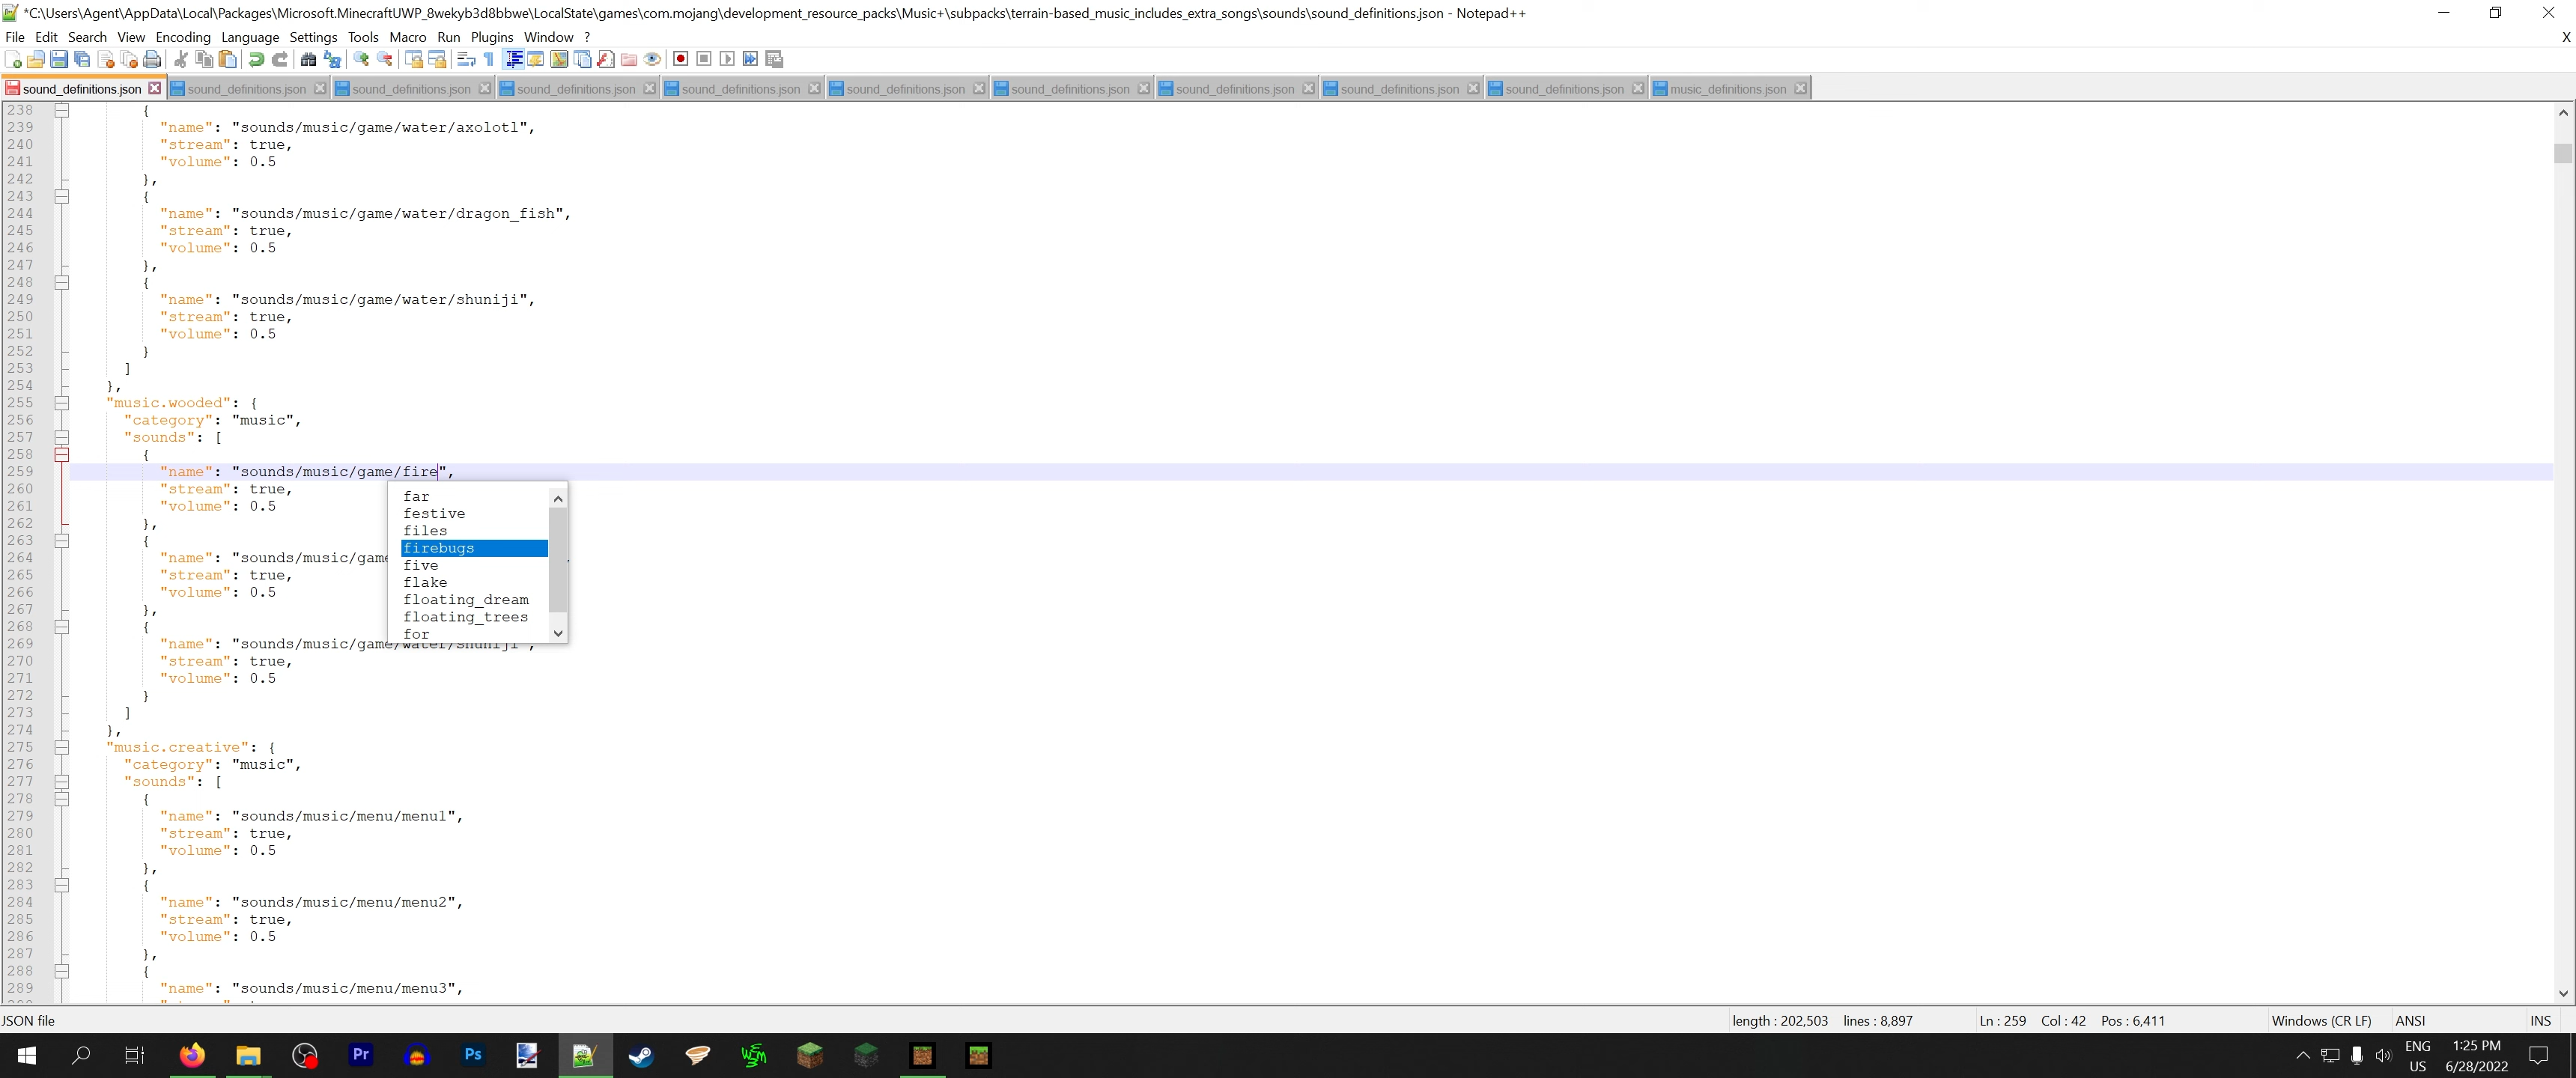 *C:\Users\Agent\AppData\Local\Packages\Microsoft.MinecraftUWP_8wekyb3d8bbwe\LocalState\games\com.mojang\development_resource_packs\Music+\subpacks\terrain-based_music_includes_extra_songs\sounds\sound_definitions.json - Notepad++
File Edit Search View Encoding Language Settings Tools Macro Run Plugins Window ? X
sound_definitions.json sound_definitions.json sound_definitions.json sound_definitions.json sound_definitions.json sound_definitions.json sound_definitions.json sound_definitions.json sound_definitions.json sound_definitions.json music_definitions.json
238 {
239 "name": "sounds/music/game/water/axolotl",
240 "stream": true,
241 "volume": 0.5
242 },
243 {
244 "name": "sounds/music/game/water/dragon_fish",
245 "stream": true,
246 "volume": 0.5
247 },
248 {
249 "name": "sounds/music/game/water/shuniji",
250 "stream": true,
251 "volume": 0.5
252 }
253 ]
254 },
255 "music.wooded": {
256 "category": "music",
257 "sounds": [
258 {
259 "name": "sounds/music/game/fire",
260 "stream": true,
261 "volume": 0.5
262 },
263 {
264 "name": "sounds/music/game
265 "stream": true,
266 "volume": 0.5
267 },
268 {
269 "name": "sounds/music/game/water/shuniji",
270 "stream": true,
271 "volume": 0.5
272 }
273 ]
274 },
275 "music.creative": {
276 "category": "music",
277 "sounds": [
278 {
279 "name": "sounds/music/menu/menu1",
280 "stream": true,
281 "volume": 0.5
282 },
283 {
284 "name": "sounds/music/menu/menu2",
285 "stream": true,
286 "volume": 0.5
287 },
288 {
289 "name": "sounds/music/menu/menu3",
far
festive
files
firebugs
five
flake
floating_dream
floating_trees
for
JSON file length : 202,503 lines : 8,897 Ln : 259 Col : 42 Pos : 6,411 Windows (CR LF) ANSI INS
Pr Ps
ENG 1:25 PM
US 6/28/2022